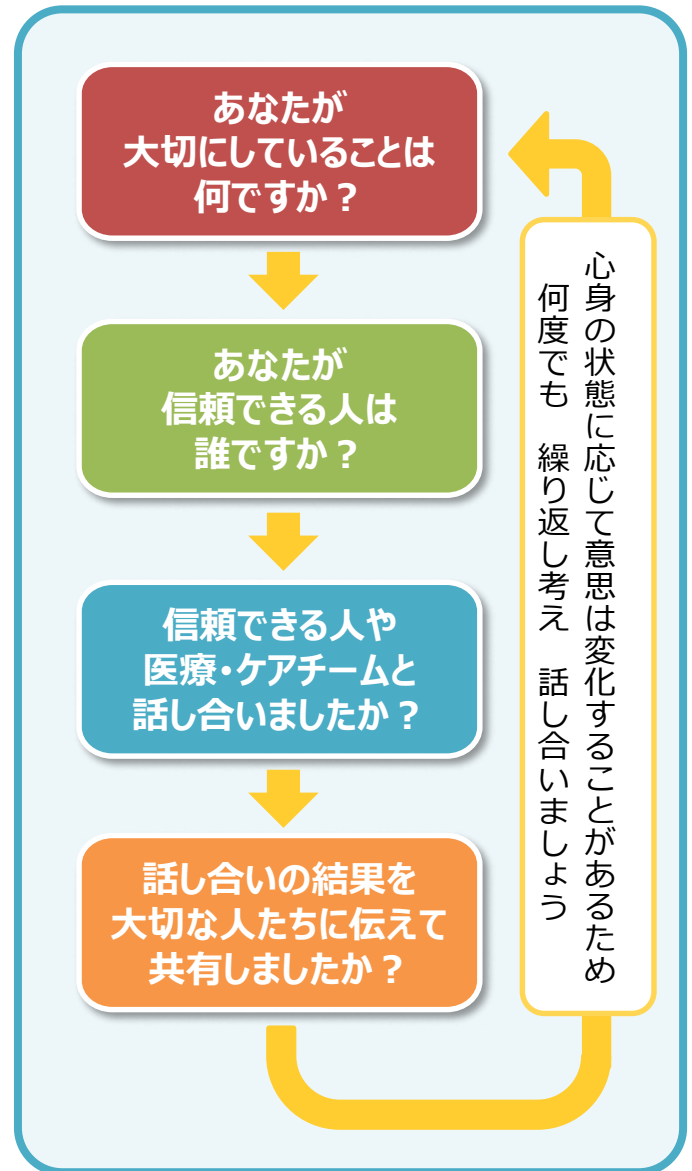 あなたが
大切にしていることは
何ですか？
あなたが
信頼できる人は
誰ですか？
信頼できる人や
医療・ケアチームと
話し合いましたか？
話し合いの結果を
大切な人たちに伝えて
共有しましたか？
心身の状態に応じて意思は変化することがあるため
何度でも　繰り返し考え　話し合いましょう